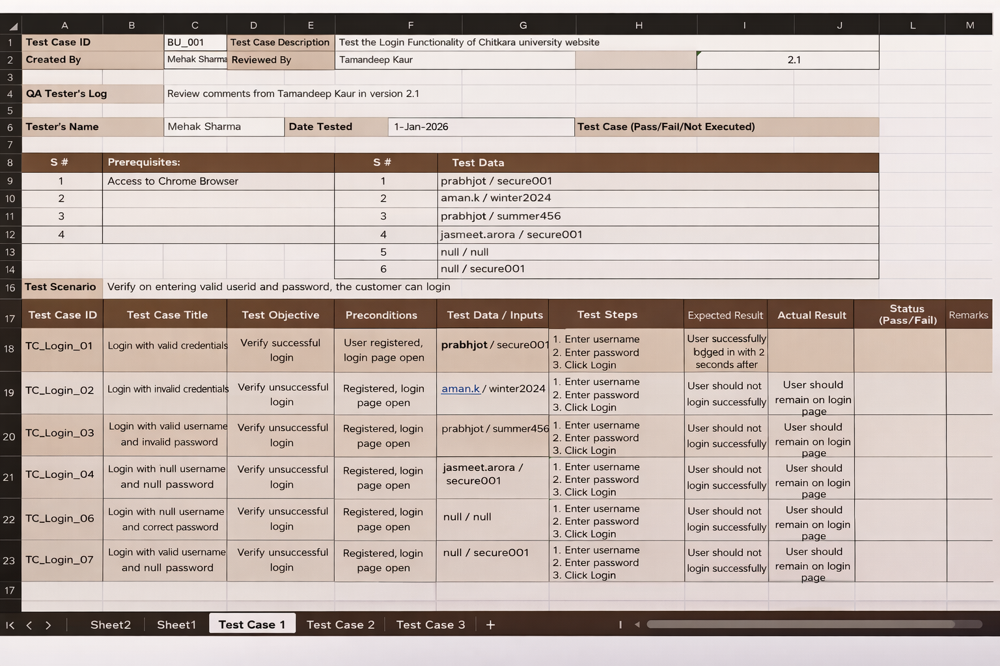 A B C D E F G H I J L M
1 Test Case ID BU_001 Test Case Description Test the Login Functionality of Chitkara university website
2 Created By Mehak Sharma Reviewed By Tamandeep Kaur 2.1
3
4 QA Tester's Log Review comments from Tamandeep Kaur in version 2.1
5
6 Tester's Name Mehak Sharma Date Tested 1-Jan-2026 Test Case (Pass/Fail/Not Executed)
7
8 S # Prerequisites: S # Test Data
9 1 Access to Chrome Browser 1 prabhjot / secure001
10 2 2 aman.k / winter2024
11 3 3 prabhjot / summer456
12 4 4 jasmeet.arora / secure001
13 5 null / null
14 6 null / secure001
16 Test Scenario Verify on entering valid userid and password, the customer can login
17 Test Case ID Test Case Title Test Objective Preconditions Test Data / Inputs Test Steps Expected Result Actual Result Status
(Pass/Fail) Remarks
18 TC_Login_01 Login with valid credentials Verify successful
login User registered,
login page open prabhjot / secure001 1. Enter username
2. Enter password
3. Click Login User successfully
logged in with 2
seconds after
19 TC_Login_02 Login with invalid credentials Verify unsuccessful
login Registered, login
page open aman.k / winter2024 1. Enter username
2. Enter password
3. Click Login User should not
login successfully User should
remain on login
page
20 TC_Login_03 Login with valid username
and invalid password Verify unsuccessful
login Registered, login
page open prabhjot / summer456 1. Enter username
2. Enter password
3. Click Login User should not
login successfully User should
remain on login
page
21 TC_Login_04 Login with null username
and null password Verify unsuccessful
login Registered, login
page open jasmeet.arora /
secure001 1. Enter username
2. Enter password
3. Click Login User should not
login successfully User should
remain on login
page
22 TC_Login_06 Login with null username
and correct password Verify unsuccessful
login Registered, login
page open null / null 1. Enter username
2. Enter password
3. Click Login User should not
login successfully User should
remain on login
page
23 TC_Login_07 Login with valid username
and null password Verify unsuccessful
login Registered, login
page open null / secure001 1. Enter username
2. Enter password
3. Click Login User should not
login successfully User should
remain on login
page
17
Sheet2 Sheet1 Test Case 1 Test Case 2 Test Case 3 +